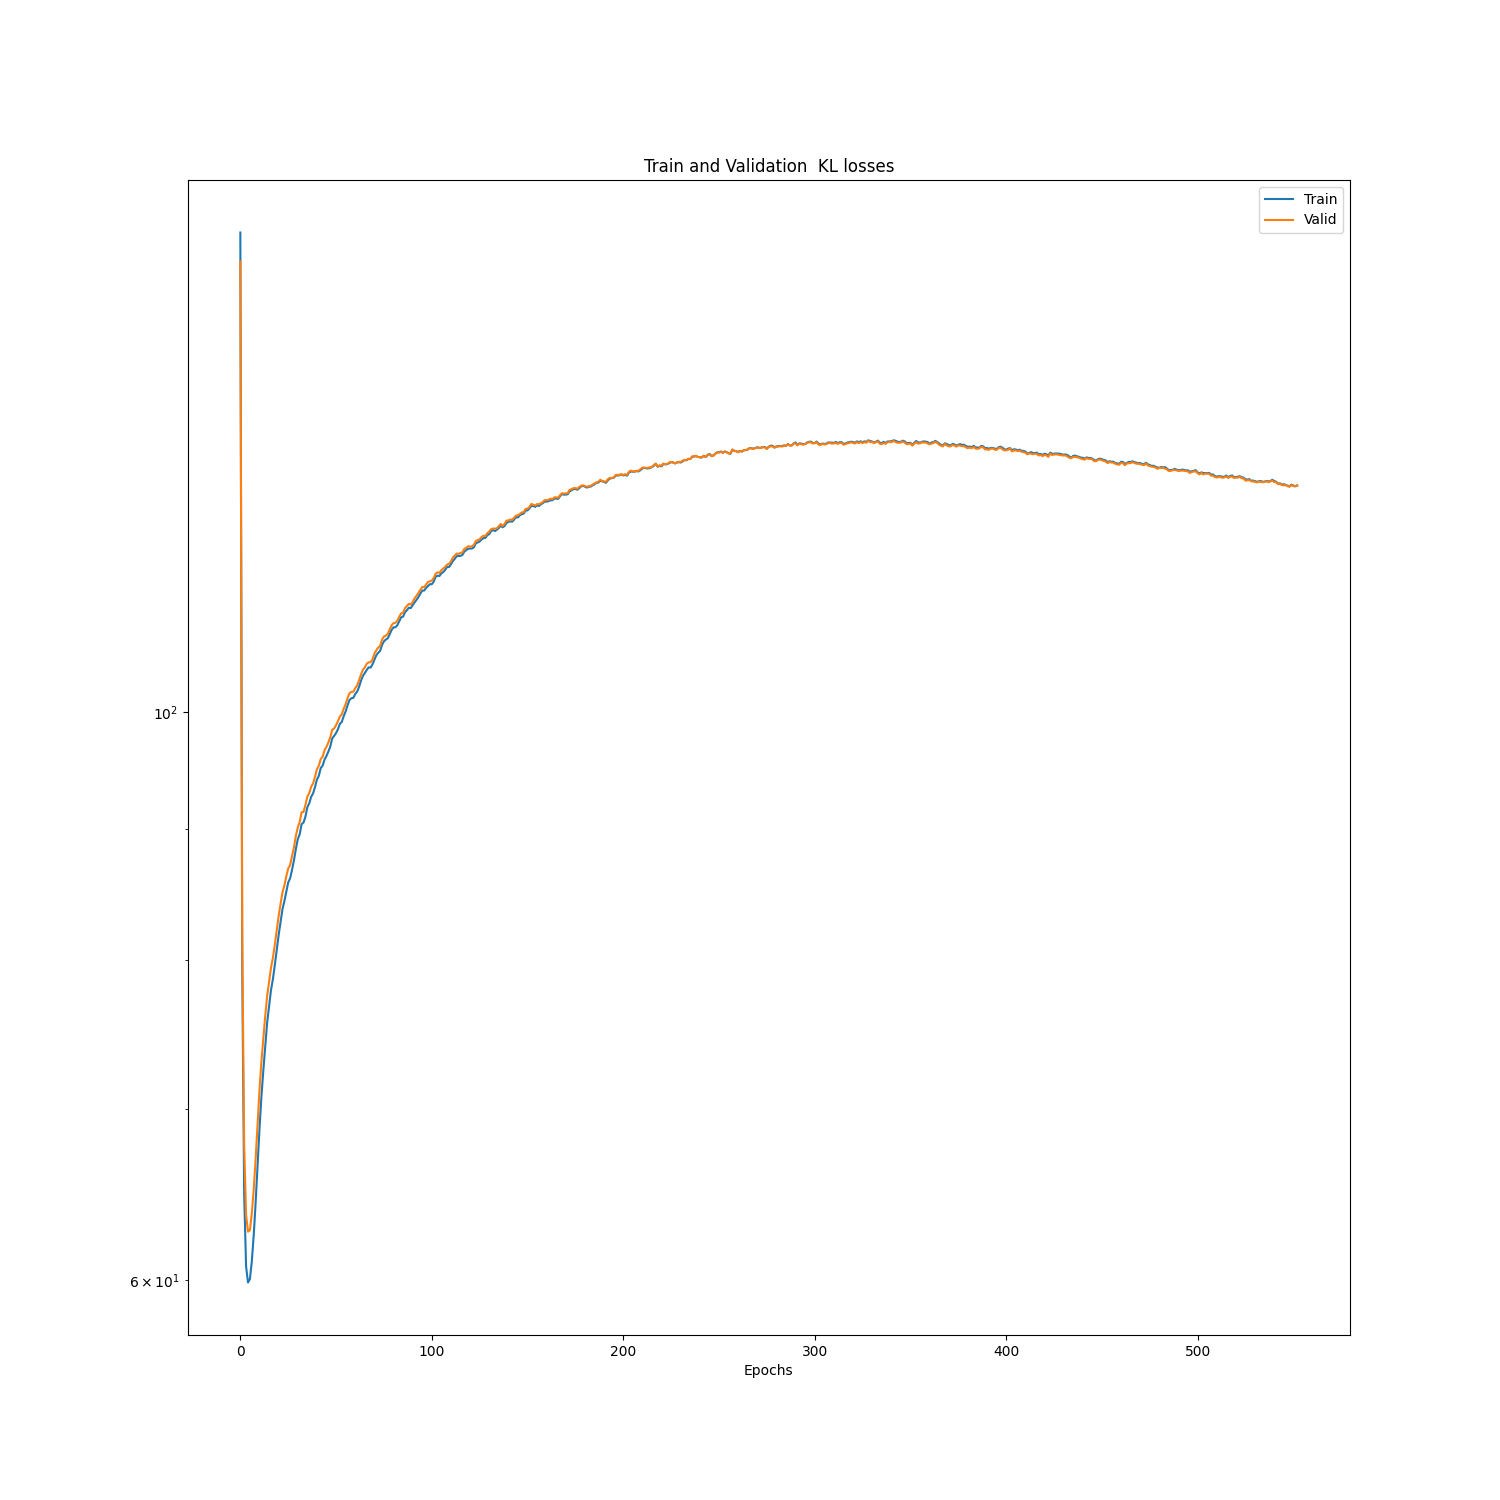 Train and Validation  KL losses
Train
Valid
10²
6 × 10¹
0 100 200 300 400 500
Epochs